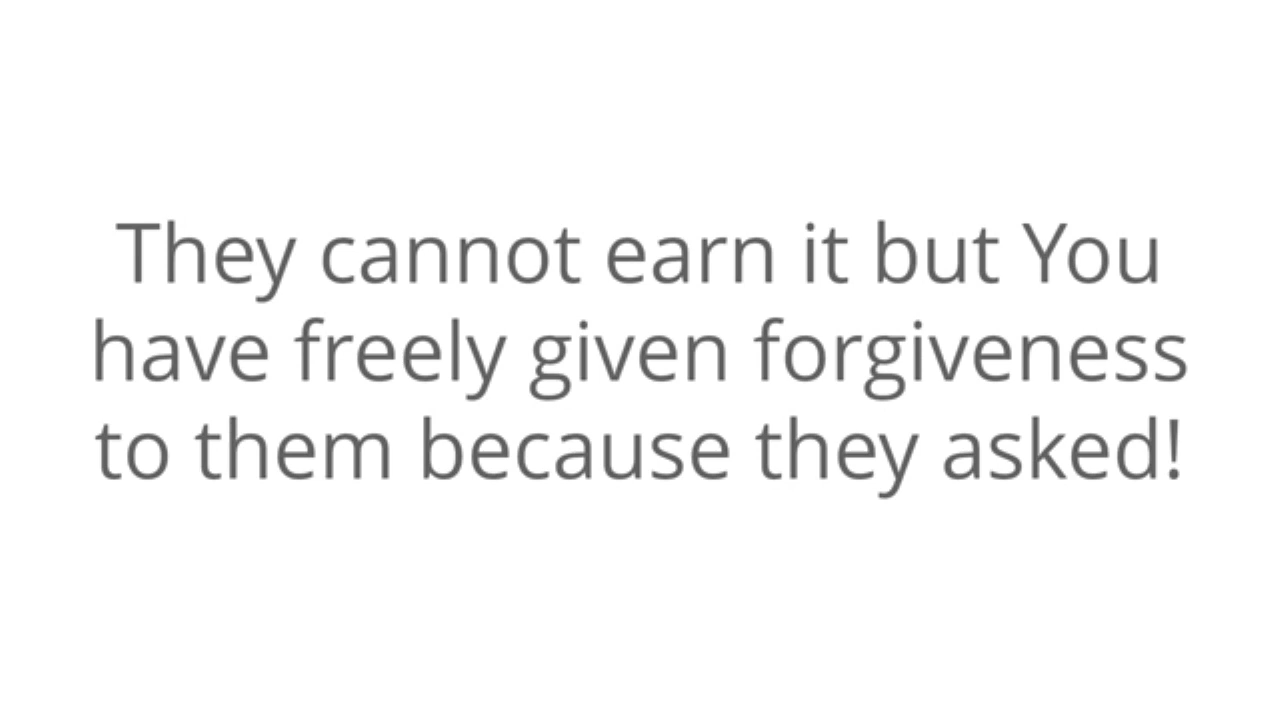 They cannot earn it but You
have freely given forgiveness
to them because they asked!